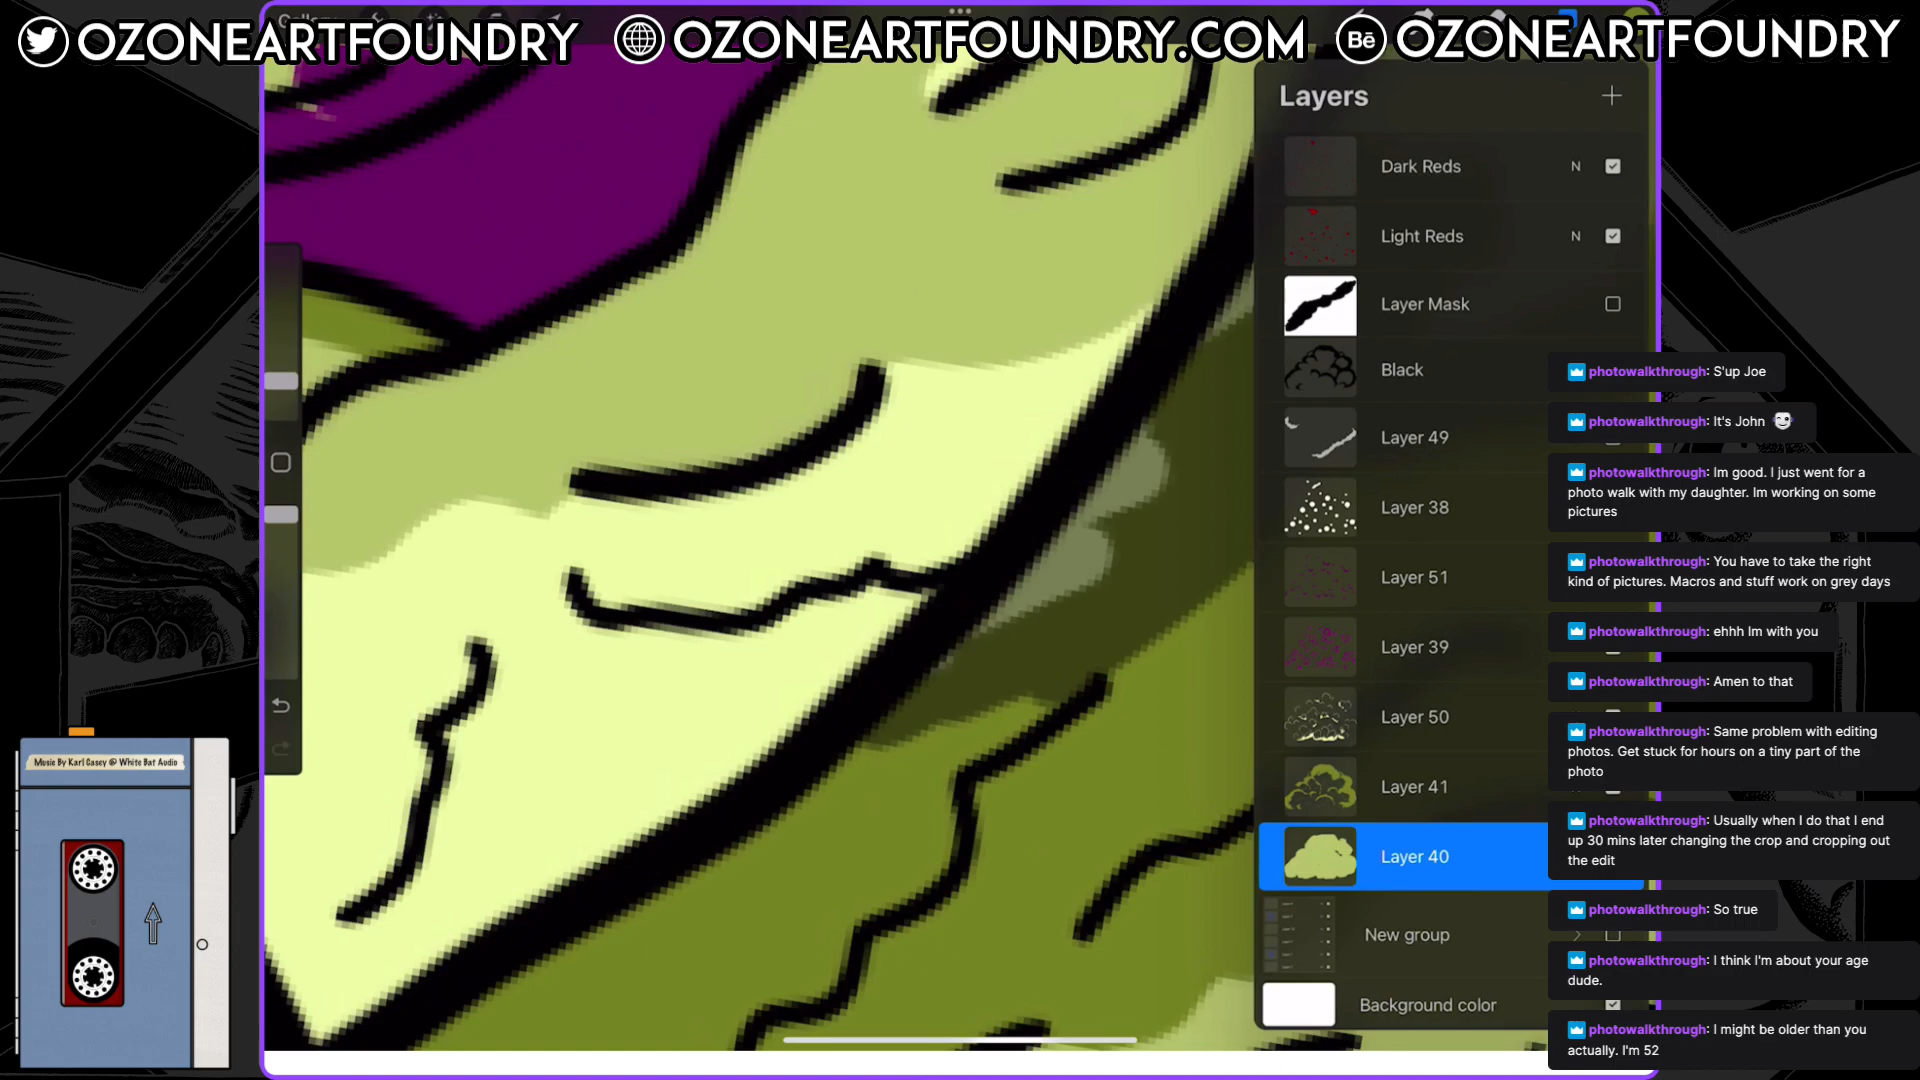 OZONEARTFOUNDRY
OZONEARTFOUNDRY.COM
Bē OZONEARTFOUNDRY
Layers
Dark Reds N
Light Reds N
Layer Mask
Black
Layer 49
Layer 38
Layer 51
Layer 39
Layer 50
Layer 41
Layer 40
New group
Background color
photowalkthrough: S'up Joe
photowalkthrough: It's John
photowalkthrough: Im good. I just went for a
photo walk with my daughter. Im working on some
pictures
photowalkthrough: You have to take the right
kind of pictures. Macros and stuff work on grey days
photowalkthrough: ehhh Im with you
photowalkthrough: Amen to that
photowalkthrough: Same problem with editing
photos. Get stuck for hours on a tiny part of the
photo
photowalkthrough: Usually when I do that I end
up 30 mins later changing the crop and cropping out
the edit
photowalkthrough: So true
photowalkthrough: I think I'm about your age
dude.
photowalkthrough: I might be older than you
actually. I'm 52
Music By Karl Casey @ White Bat Audio